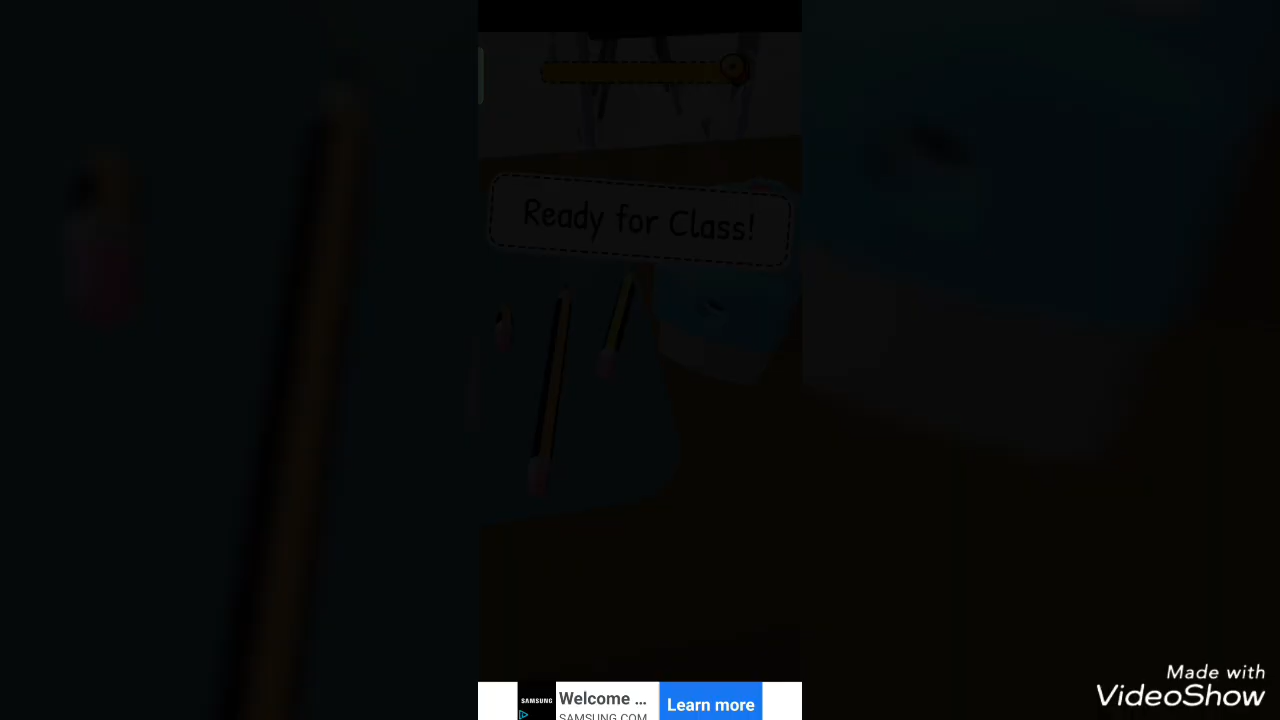 Ready for Class!
SAMSUNG
Welcome ...
SAMSUNG.COM
Learn more
Made with
VideoShow